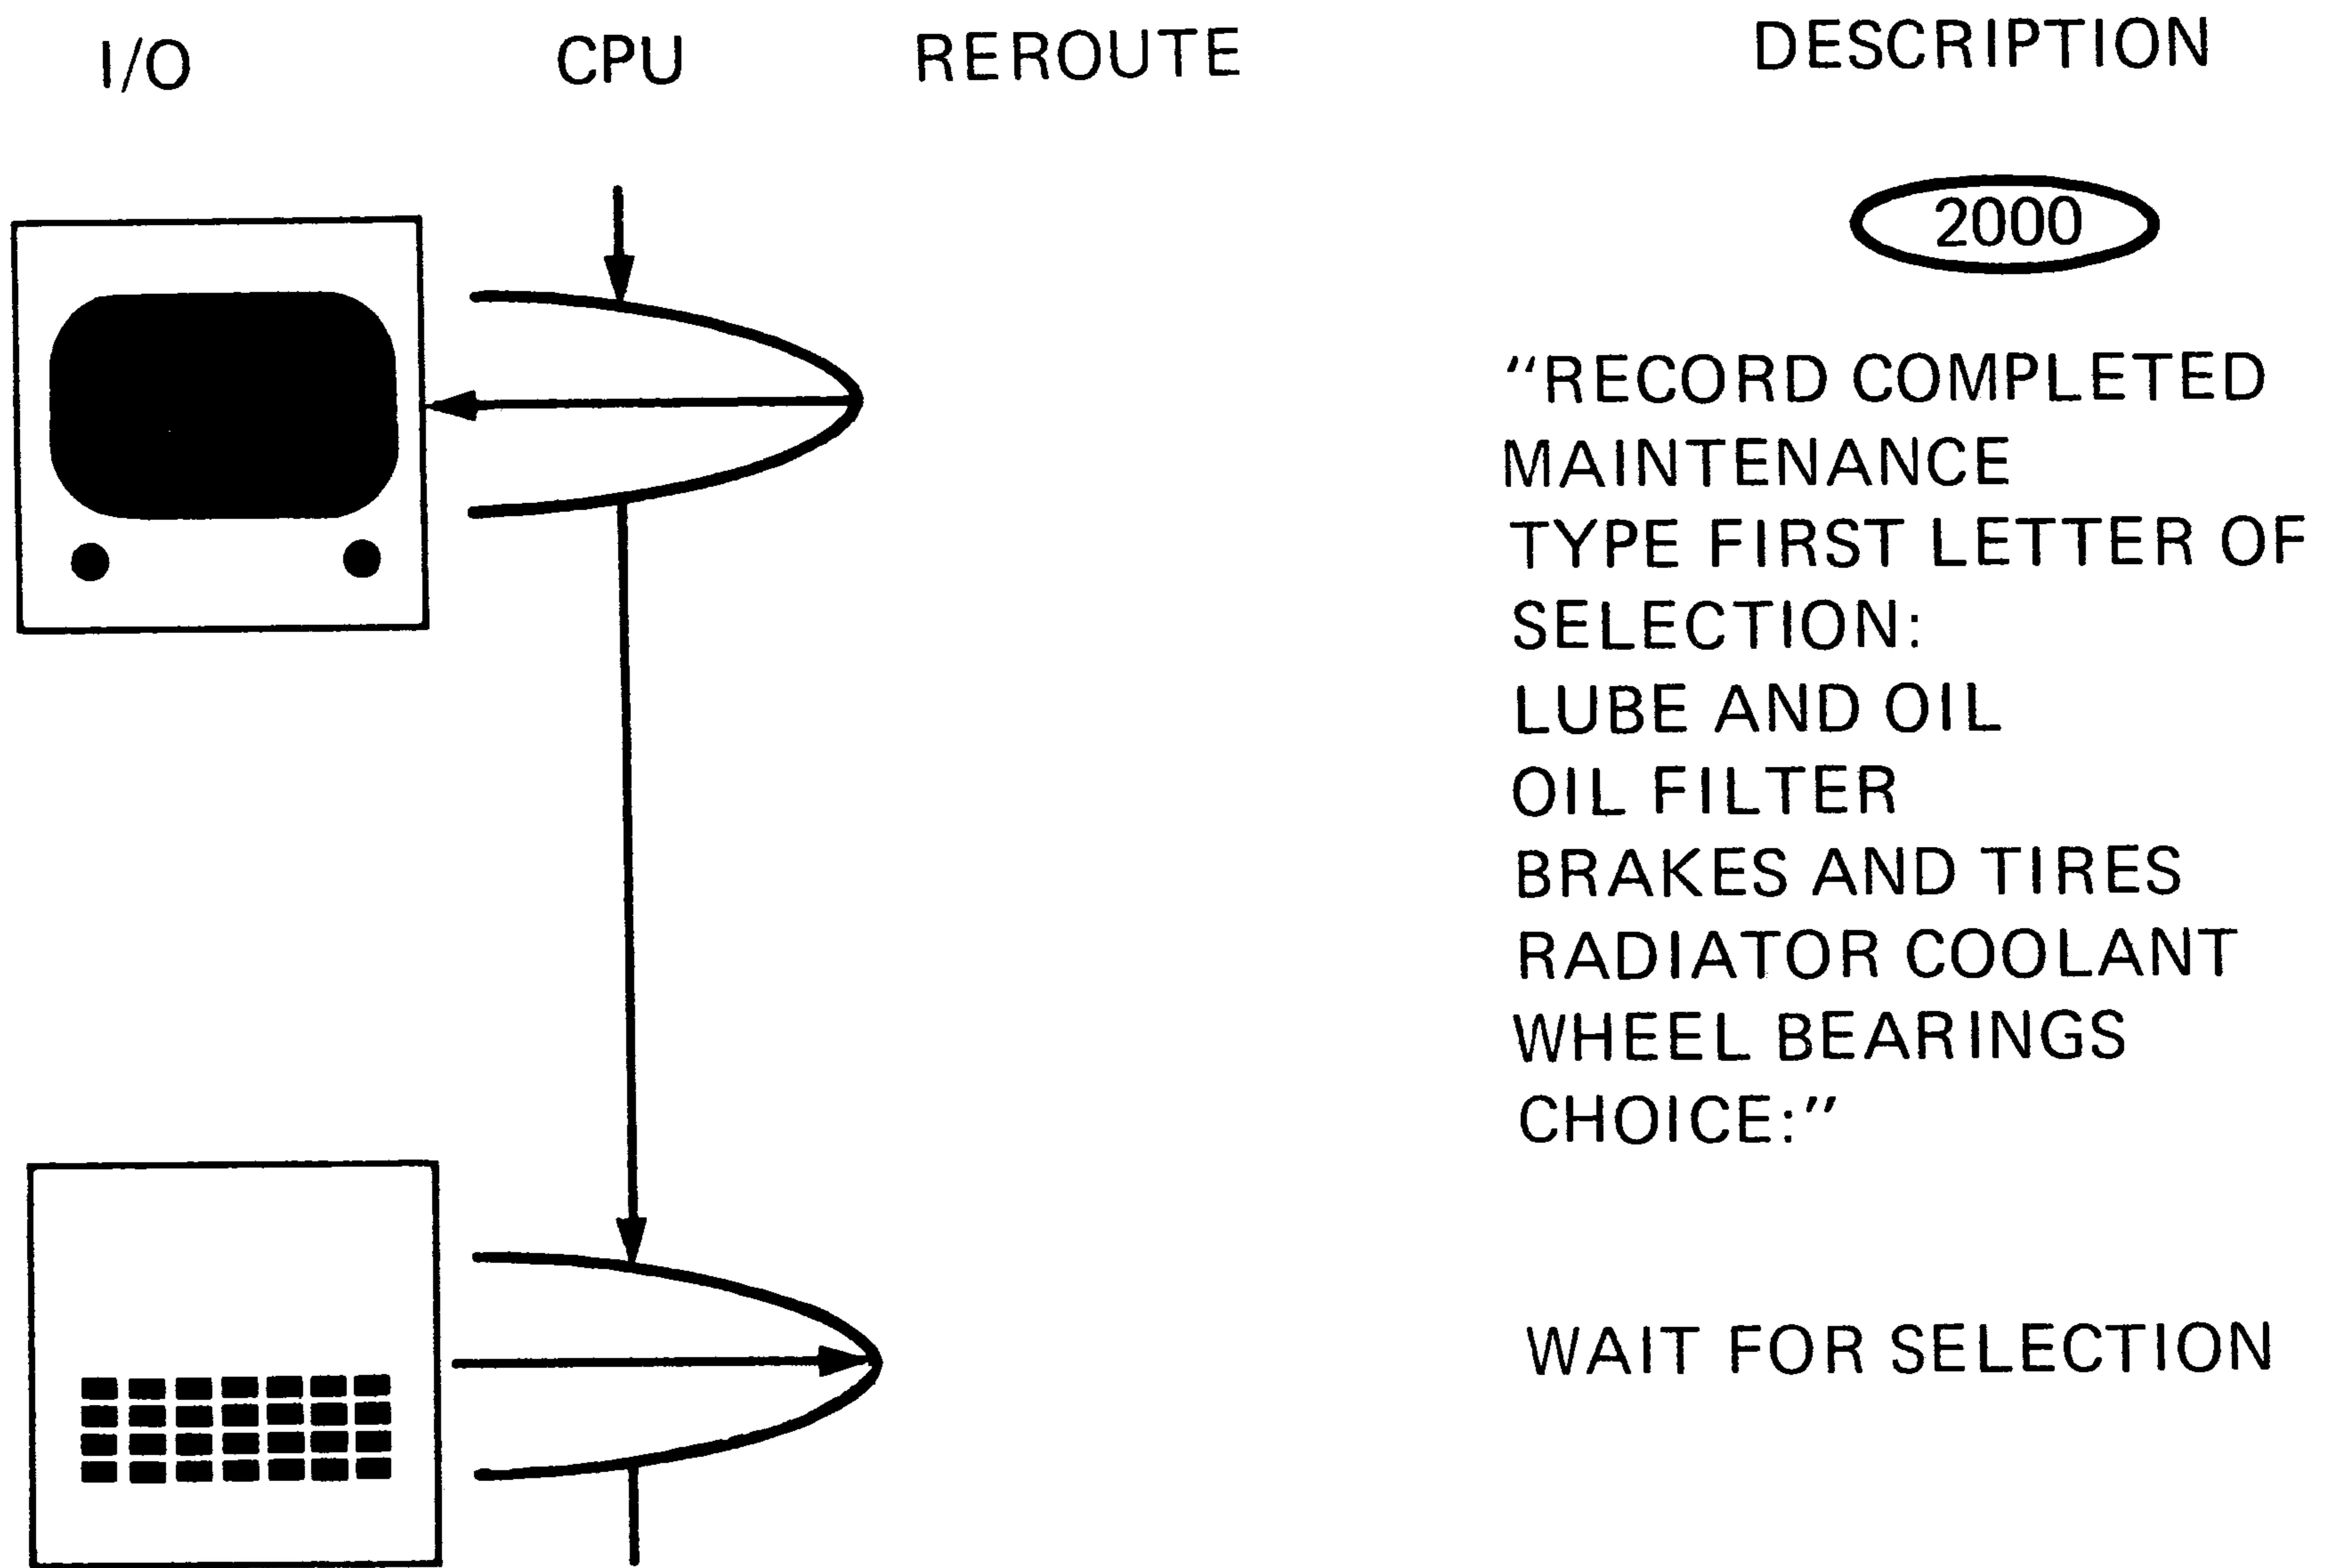 I/O CPU REROUTE DESCRIPTION
2000
"RECORD COMPLETED
MAINTENANCE
TYPE FIRST LETTER OF
SELECTION:
LUBE AND OIL
OIL FILTER
BRAKES AND TIRES
RADIATOR COOLANT
WHEEL BEARINGS
CHOICE:"
WAIT FOR SELECTION